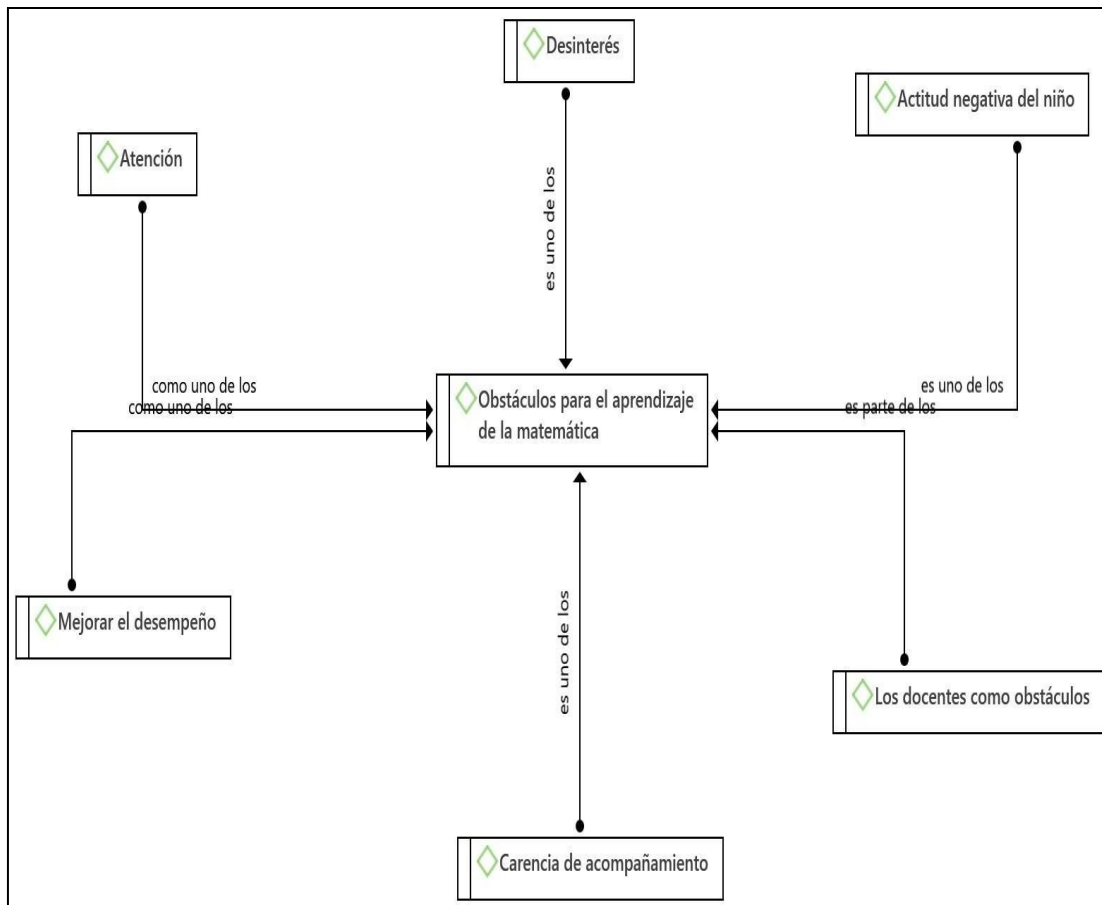 Desinterés
Actitud negativa del niño
Atención
es uno de los
como uno de los
como uno de los
es uno de los
es parte de los
Obstáculos para el aprendizaje
de la matemática
Mejorar el desempeño
es uno de los
Los docentes como obstáculos
Carencia de acompañamiento